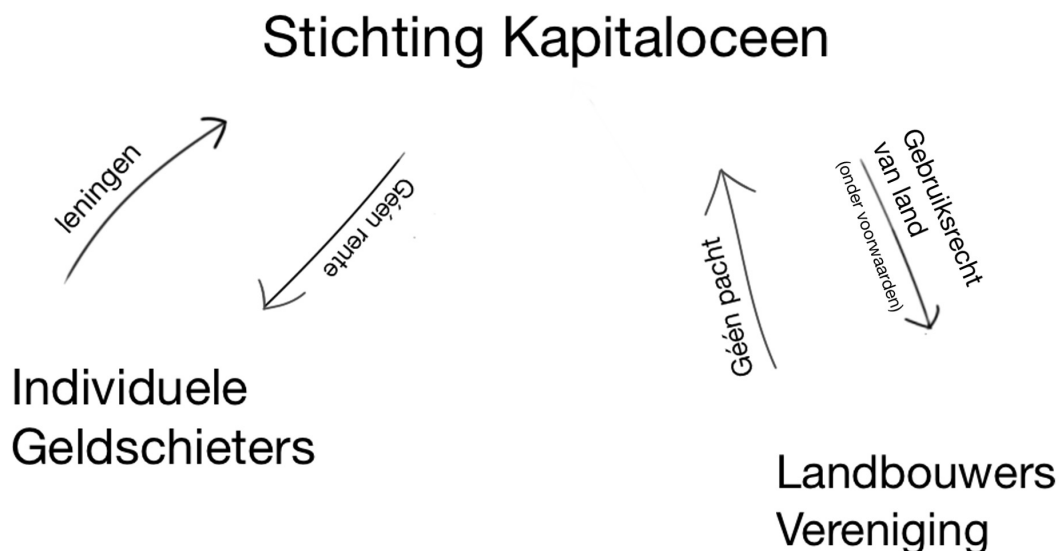 Stichting Kapitaloceen
leningen
Géén rente
Géén pacht
Gebruiksrecht
van land
(onder voorwaarden)
Individuele
Geldschieters
Landbouwers
Vereniging